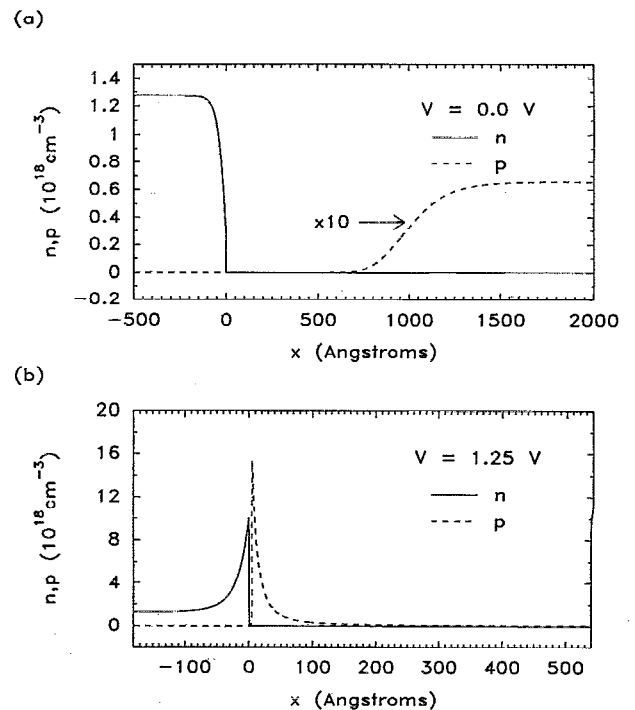 (a)
1.4
1.2
1
0.8
0.6
0.4
0.2
0
−0.2
n,p (10¹⁸cm⁻³)
V = 0.0 V
n
p
x10
−500 0 500 1000 1500 2000
x (Angstroms)
(b)
20
16
12
8
4
0
n,p (10¹⁸cm⁻³)
V = 1.25 V
n
p
−100 0 100 200 300 400 500
x (Angstroms)